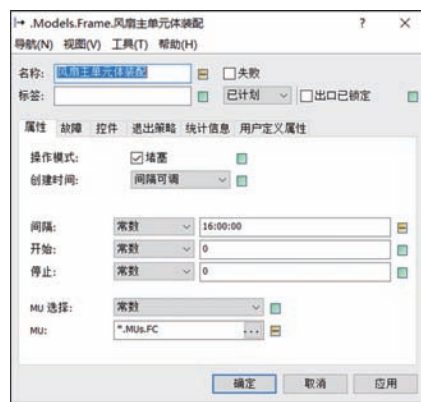 .Models.Frame.风扇主单元体装配 ? ×
导航(N) 视图(V) 工具(T) 帮助(H)
名称: 风扇主单元体装配 失败
标签: 已计划 出口已锁定
属性 故障 控件 退出策略 统计信息 用户定义属性
操作模式: 堵塞
创建时间: 间隔可调
间隔: 常数 16:00:00
开始: 常数 0
停止: 常数 0
MU 选择: 常数
MU: *.MUs.FC ...
确定 取消 应用